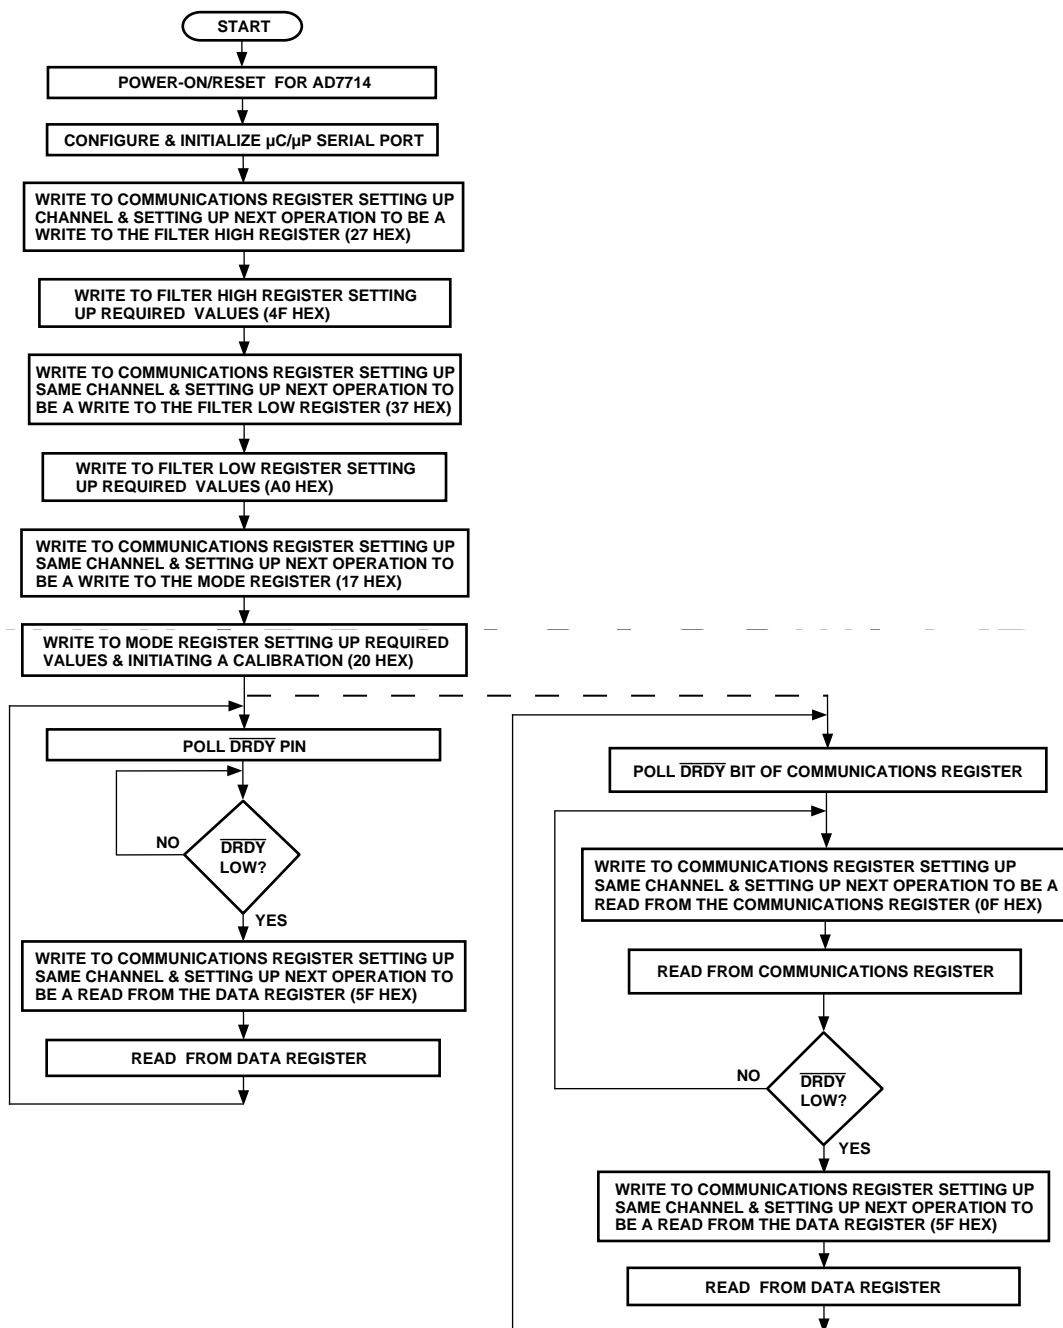 START
POWER-ON/RESET FOR AD7714
CONFIGURE & INITIALIZE µC/µP SERIAL PORT
WRITE TO COMMUNICATIONS REGISTER SETTING UP
CHANNEL & SETTING UP NEXT OPERATION TO BE A
WRITE TO THE FILTER HIGH REGISTER (27 HEX)
WRITE TO FILTER HIGH REGISTER SETTING
UP REQUIRED VALUES (4F HEX)
WRITE TO COMMUNICATIONS REGISTER SETTING UP
SAME CHANNEL & SETTING UP NEXT OPERATION TO
BE A WRITE TO THE FILTER LOW REGISTER (37 HEX)
WRITE TO FILTER LOW REGISTER SETTING
UP REQUIRED VALUES (A0 HEX)
WRITE TO COMMUNICATIONS REGISTER SETTING UP
SAME CHANNEL & SETTING UP NEXT OPERATION TO
BE A WRITE TO THE MODE REGISTER (17 HEX)
WRITE TO MODE REGISTER SETTING UP REQUIRED
VALUES & INITIATING A CALIBRATION (20 HEX)
POLL D̅R̅D̅Y̅ PIN
NO
D̅R̅D̅Y̅
LOW?
YES
WRITE TO COMMUNICATIONS REGISTER SETTING UP
SAME CHANNEL & SETTING UP NEXT OPERATION TO
BE A READ FROM THE DATA REGISTER (5F HEX)
READ FROM DATA REGISTER
POLL D̅R̅D̅Y̅ BIT OF COMMUNICATIONS REGISTER
WRITE TO COMMUNICATIONS REGISTER SETTING UP
SAME CHANNEL & SETTING UP NEXT OPERATION TO BE A
READ FROM THE COMMUNICATIONS REGISTER (0F HEX)
READ FROM COMMUNICATIONS REGISTER
NO
D̅R̅D̅Y̅
LOW?
YES
WRITE TO COMMUNICATIONS REGISTER SETTING UP
SAME CHANNEL & SETTING UP NEXT OPERATION TO
BE A READ FROM THE DATA REGISTER (5F HEX)
READ FROM DATA REGISTER